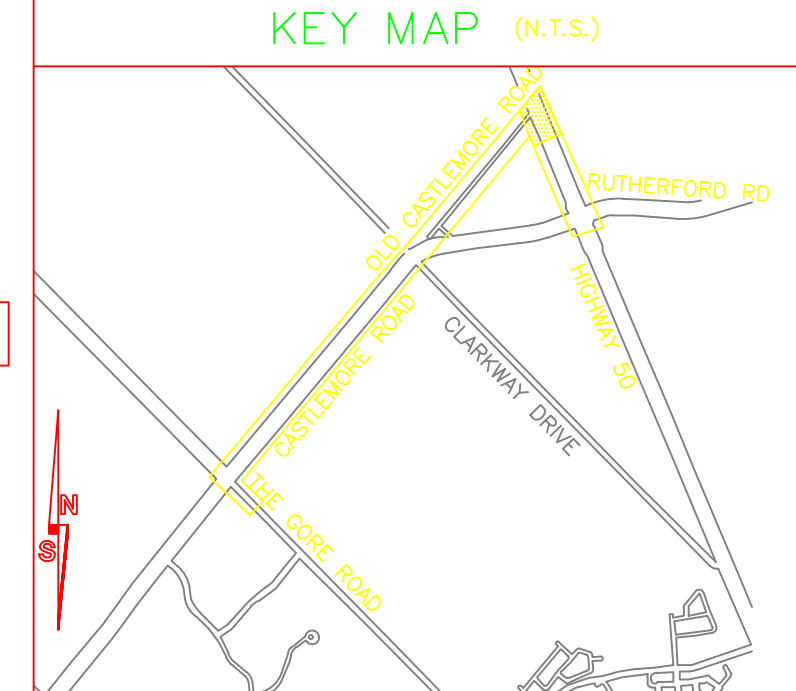 KEY MAP (N.T.S.)
OLD CASTLEMORE ROAD
RUTHERFORD RD
HIGHWAY 50
CASTLEMORE ROAD
CLARKWAY DRIVE
THE GORE ROAD
N
S